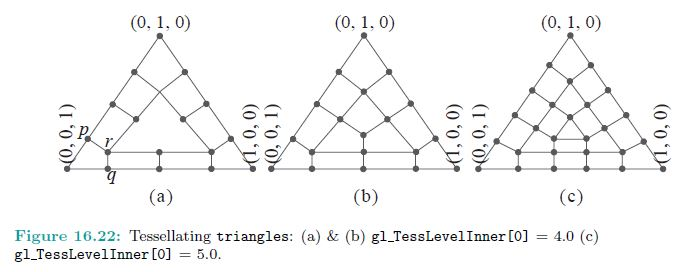 (0, 1, 0)
(0, 1, 0)
(0, 1, 0)
(0, 0, 1)
p
r
q
(1, 0, 0)
(0, 0, 1)
(1, 0, 0)
(0, 0, 1)
(1, 0, 0)
(a)
(b)
(c)
Figure 16.22: Tessellating triangles: (a) & (b) gl_TessLevelInner[0] = 4.0 (c)
gl_TessLevelInner[0] = 5.0.